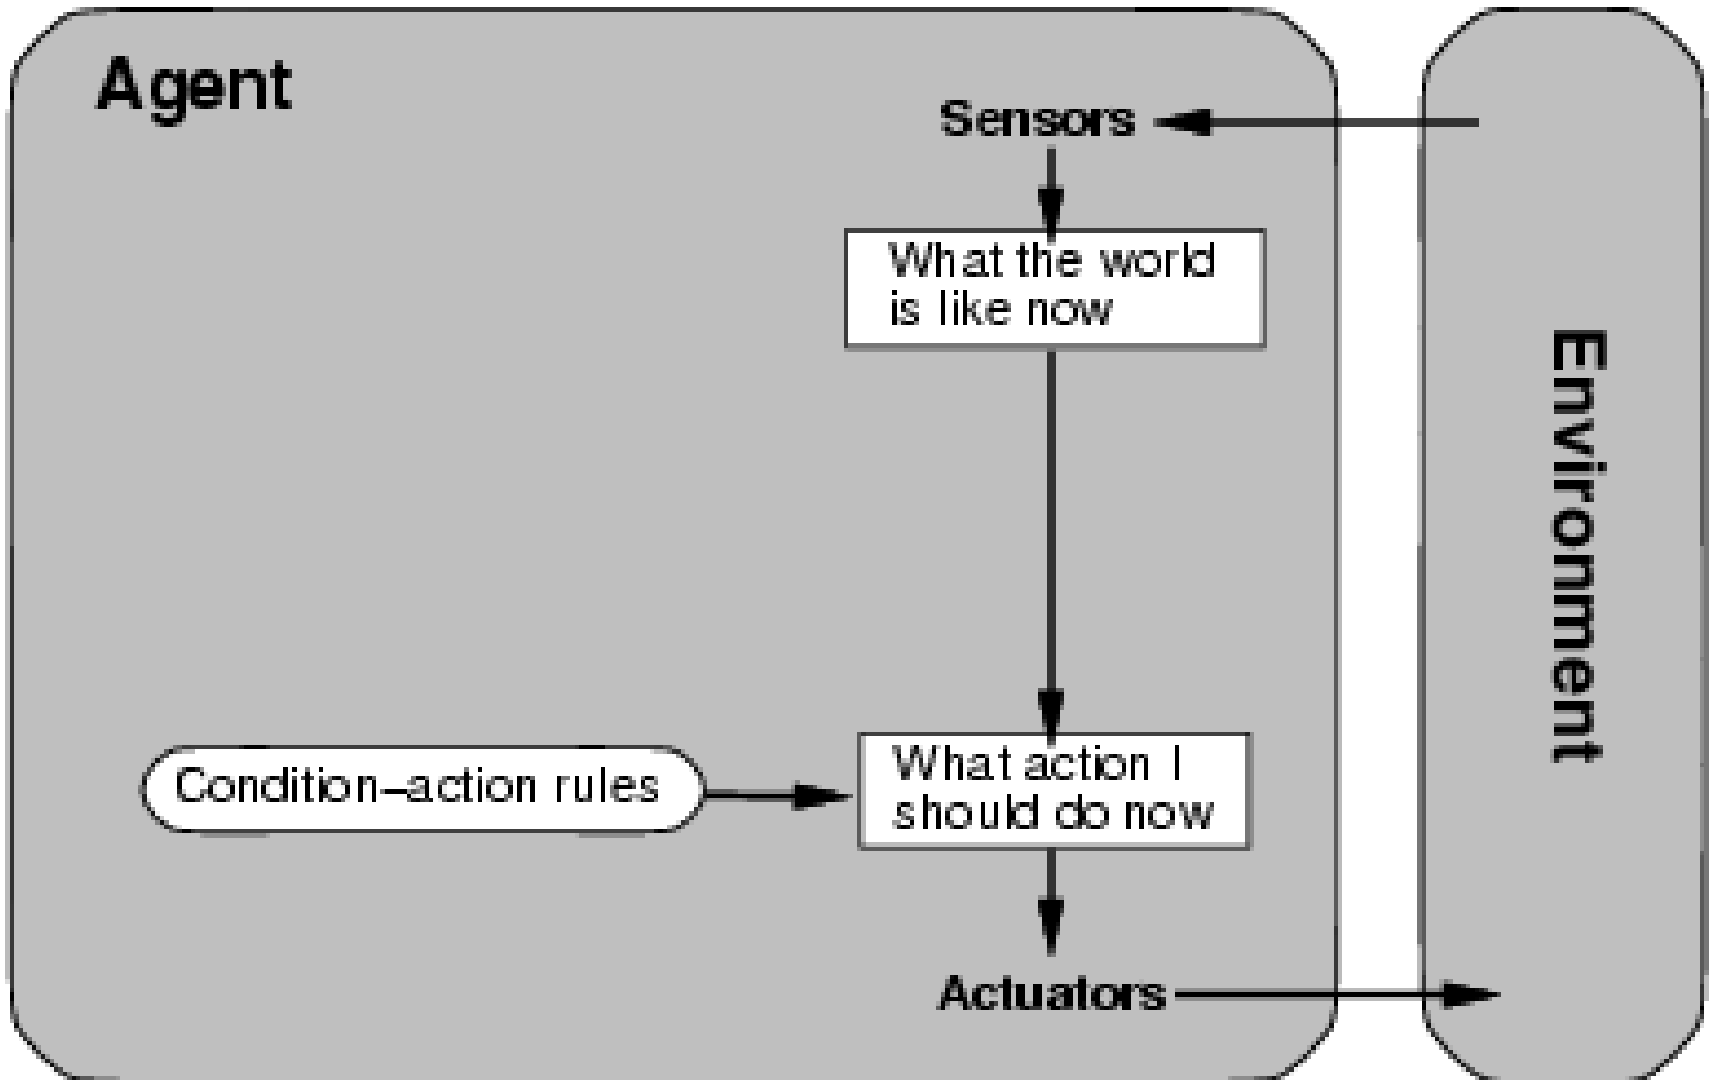 Agent
Sensors
What the world
is like now
Environment
Condition–action rules
What action I
should do now
Actuators